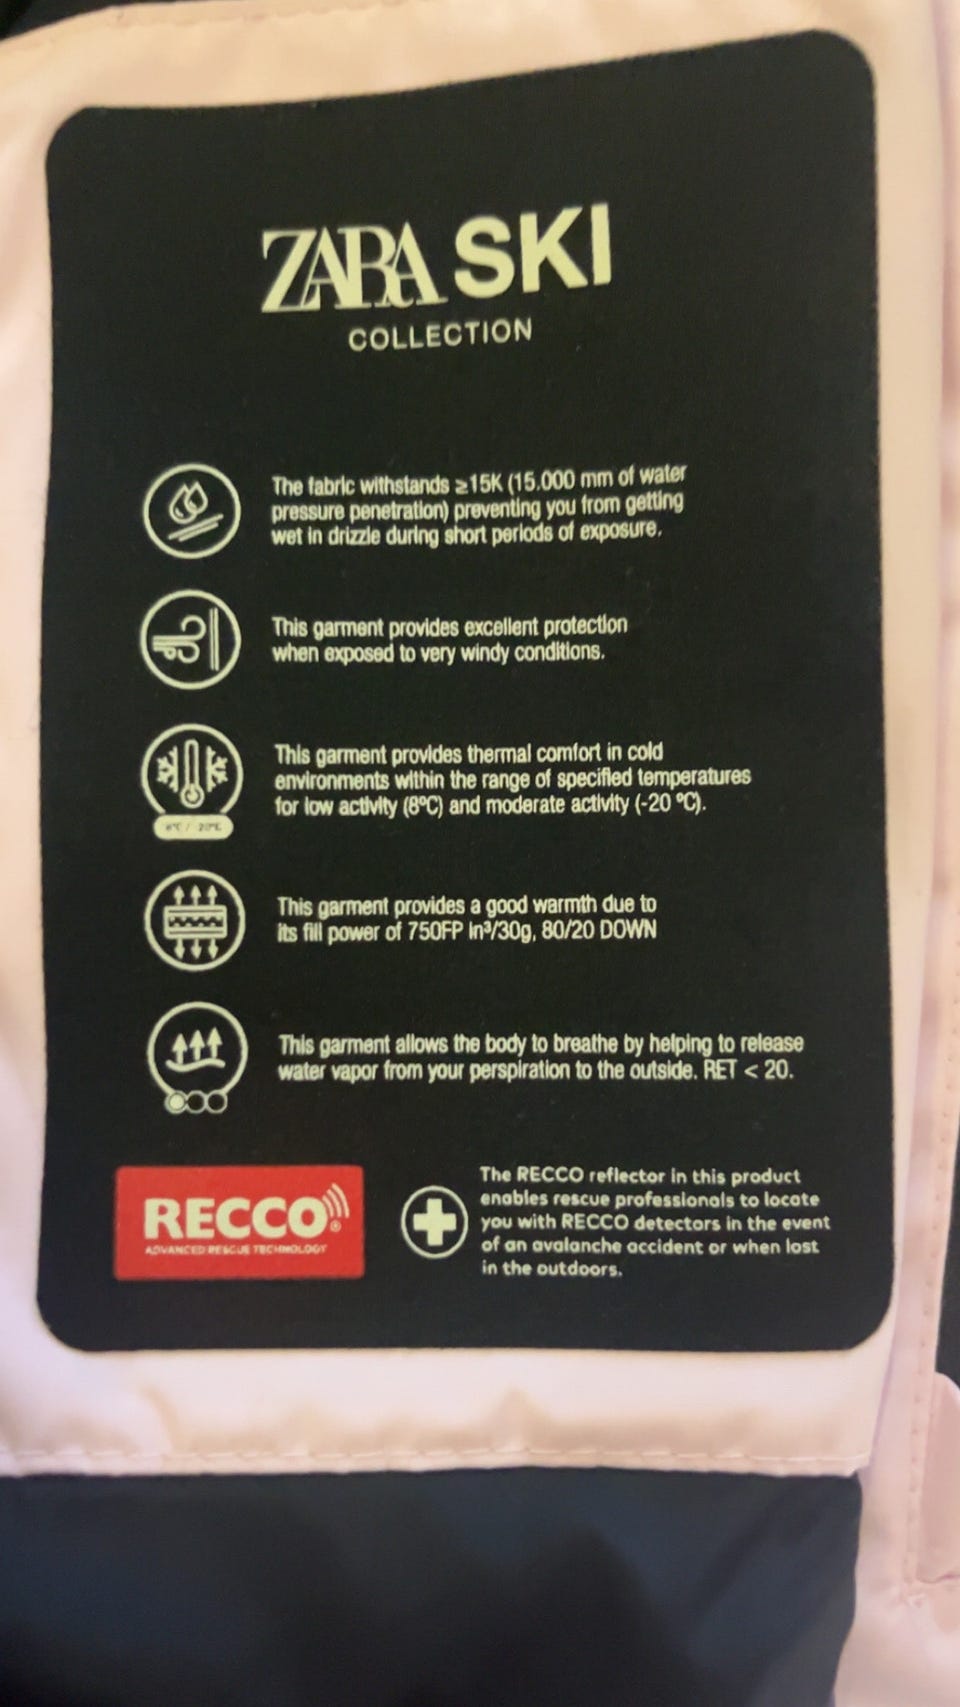 ZARA SKI
COLLECTION
The fabric withstands ≥15K (15.000 mm of water
pressure penetration) preventing you from getting
wet in drizzle during short periods of exposure.
This garment provides excellent protection
when exposed to very windy conditions.
This garment provides thermal comfort in cold
environments within the range of specified temperatures
for low activity (8ºC) and moderate activity (-20 ºC).
8ºC / -20ºC
This garment provides a good warmth due to
its fill power of 750FP in³/30g, 80/20 DOWN
This garment allows the body to breathe by helping to release
water vapor from your perspiration to the outside. RET < 20.
RECCO®
ADVANCED RESCUE TECHNOLOGY
The RECCO reflector in this product
enables rescue professionals to locate
you with RECCO detectors in the event
of an avalanche accident or when lost
in the outdoors.